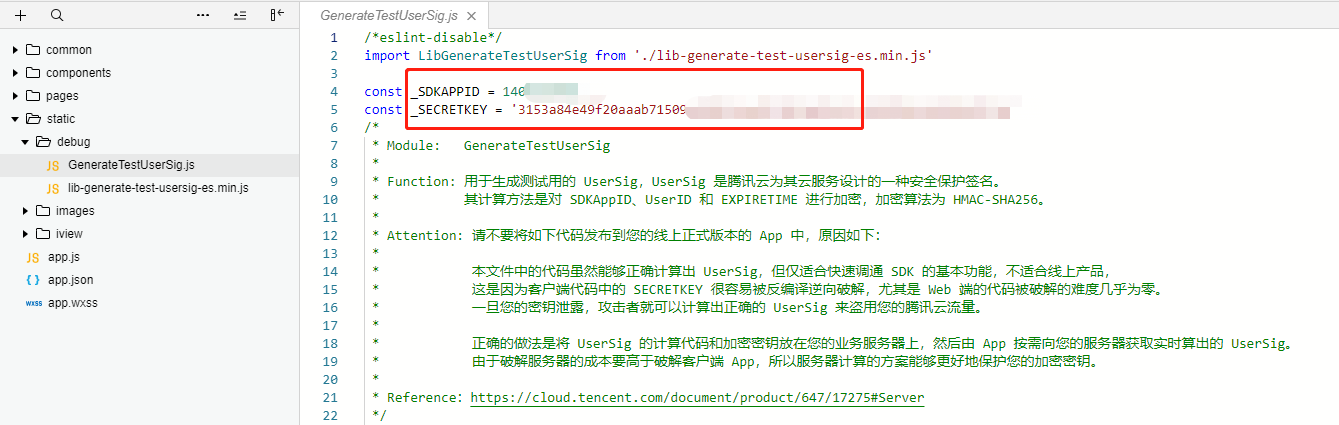 GenerateTestUserSig.js
common
components
pages
static
debug
GenerateTestUserSig.js
lib-generate-test-usersig-es.min.js
images
iview
app.js
app.json
app.wxss
1 /*eslint-disable*/
2 import LibGenerateTestUserSig from './lib-generate-test-usersig-es.min.js'
3
4 const _SDKAPPID = 140
5 const _SECRETKEY = '3153a84e49f20aaab71509
6 /*
7 * Module: GenerateTestUserSig
8 *
9 * Function: 用于生成测试用的 UserSig，UserSig 是腾讯云为其云服务设计的一种安全保护签名。
10 * 其计算方法是对 SDKAppID、UserID 和 EXPIRETIME 进行加密，加密算法为 HMAC-SHA256。
11 *
12 * Attention: 请不要将如下代码发布到您的线上正式版本的 App 中，原因如下：
13 *
14 * 本文件中的代码虽然能够正确计算出 UserSig，但仅适合快速调通 SDK 的基本功能，不适合线上产品，
15 * 这是因为客户端代码中的 SECRETKEY 很容易被反编译逆向破解，尤其是 Web 端的代码被破解的难度几乎为零。
16 * 一旦您的密钥泄露，攻击者就可以计算出正确的 UserSig 来盗用您的腾讯云流量。
17 *
18 * 正确的做法是将 UserSig 的计算代码和加密密钥放在您的业务服务器上，然后由 App 按需向您的服务器获取实时算出的 UserSig。
19 * 由于破解服务器的成本要高于破解客户端 App，所以服务器计算的方案能够更好地保护您的加密密钥。
20 *
21 * Reference：https://cloud.tencent.com/document/product/647/17275#Server
22 */